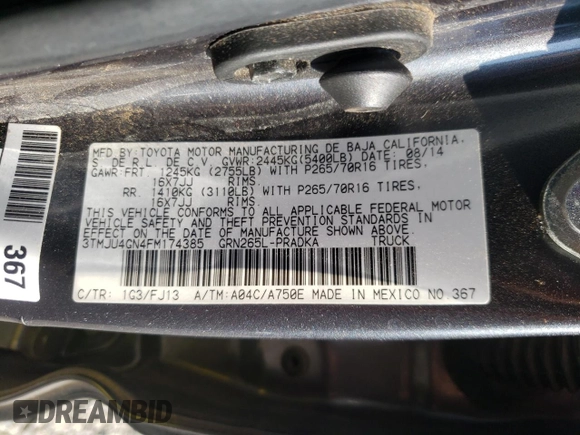 MFD BY: TOYOTA MOTOR MANUFACTURING DE BAJA CALIFORNIA,
S. DE R.L. DE C.V. GVWR: 2445KG(5400LB) DATE: 08/14
GAWR: FRT. 1245KG (2755LB) WITH P265/70R16 TIRES,
16X7JJ RIMS.
RR. 1410KG (3110LB) WITH P265/70R16 TIRES,
16X7JJ RIMS.
THIS VEHICLE CONFORMS TO ALL APPLICABLE FEDERAL MOTOR
VEHICLE SAFETY AND THEFT PREVENTION STANDARDS IN
EFFECT ON THE DATE OF MANUFACTURE SHOWN ABOVE.
3TMJU4GN4FM174385 GRN265L-PRADKA TRUCK
C/TR: 1G3/FJ13 A/TM: A04C/A750E MADE IN MEXICO NO.367
367
DREAMBID